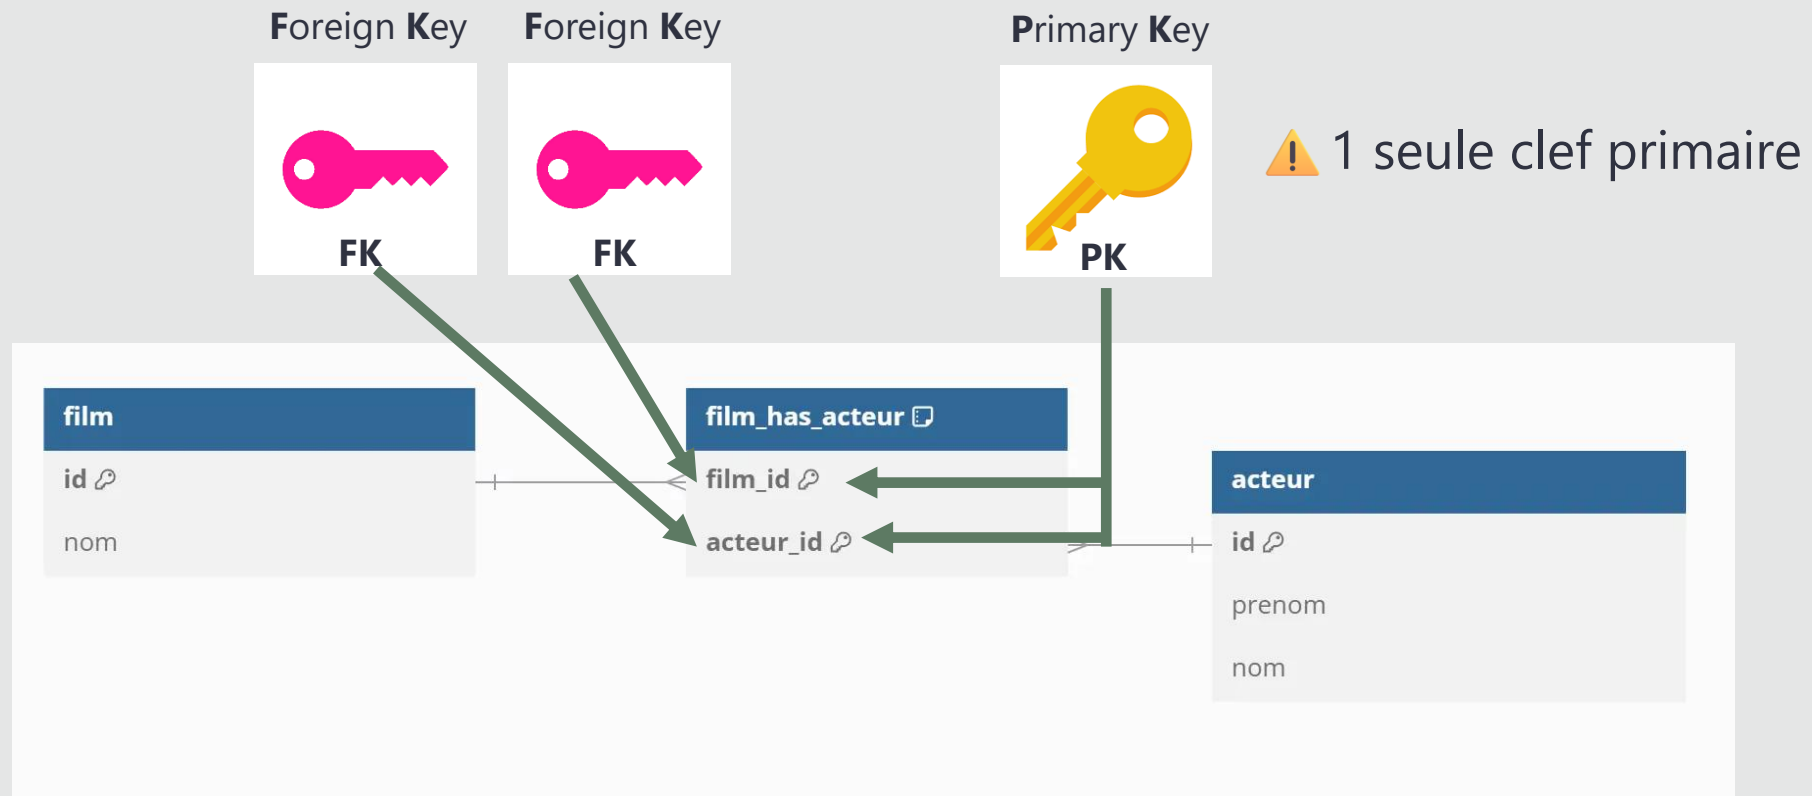 Foreign Key
Foreign Key
Primary Key
⚠ 1 seule clef primaire
FK
FK
PK
film
id
nom
film_has_acteur
film_id
acteur_id
acteur
id
prenom
nom